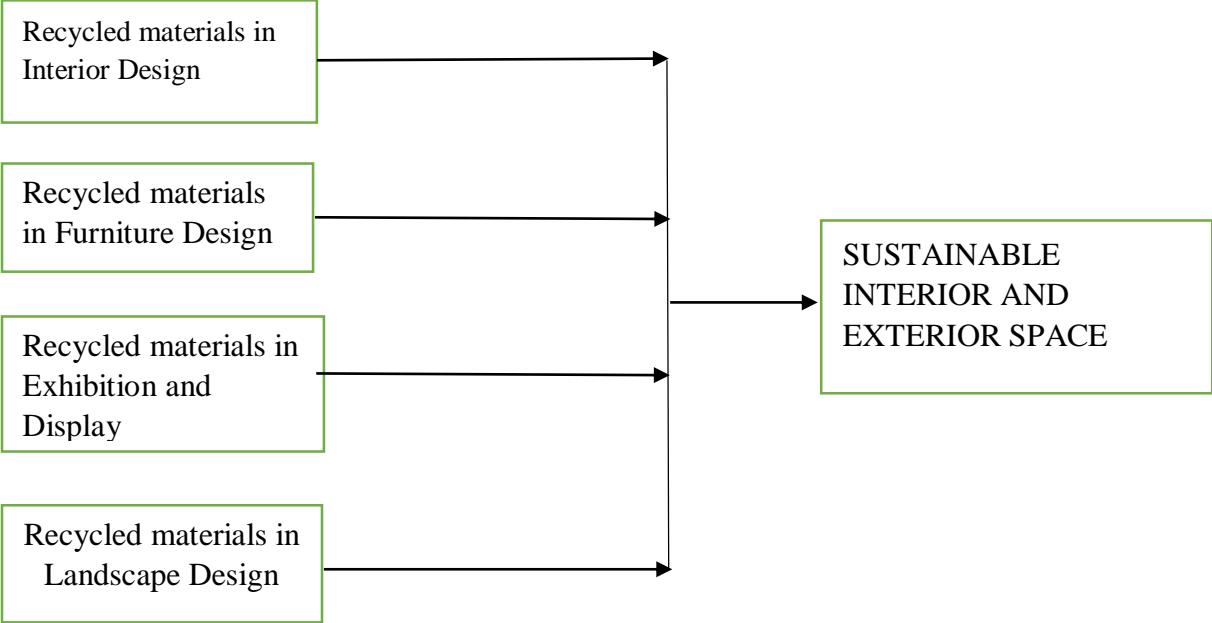 Recycled materials in
Interior Design
Recycled materials
in Furniture Design
Recycled materials in
Exhibition and
Display
Recycled materials in
Landscape Design
SUSTAINABLE
INTERIOR AND
EXTERIOR SPACE